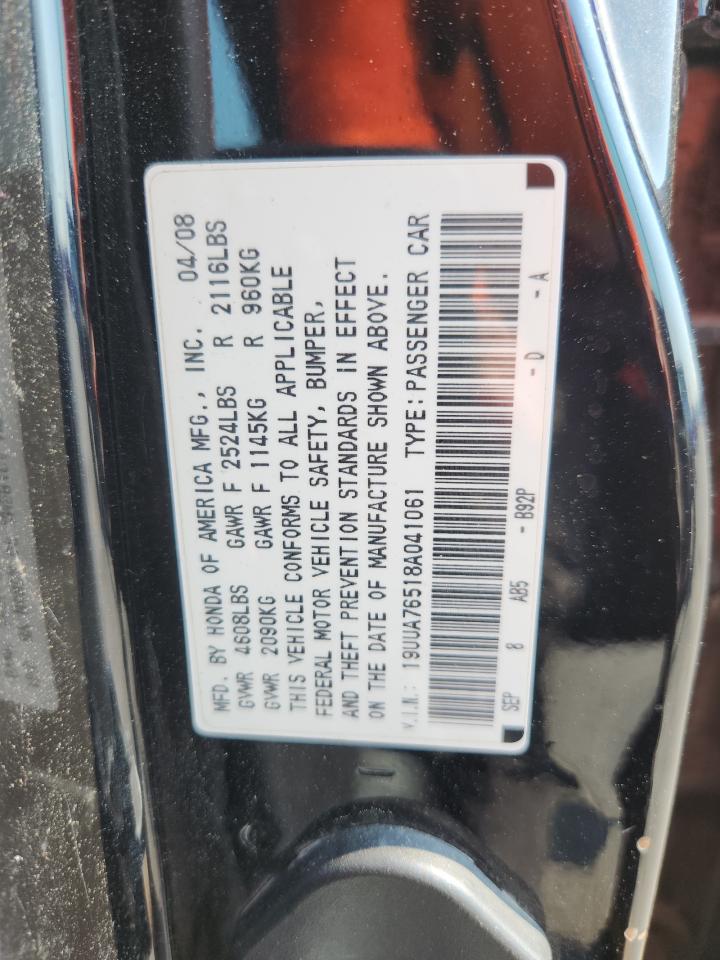 MFD. BY HONDA OF AMERICA MFG., INC. 04/08
GVWR 4608LBS GAWR F 2524LBS R 2116LBS
GVWR 2090KG GAWR F 1145KG R 960KG
THIS VEHICLE CONFORMS TO ALL APPLICABLE
FEDERAL MOTOR VEHICLE SAFETY, BUMPER,
AND THEFT PREVENTION STANDARDS IN EFFECT
ON THE DATE OF MANUFACTURE SHOWN ABOVE.
V.I.N.: 19UUA76518A041061 TYPE: PASSENGER CAR
SEP 8 AB5 - B92P - D - A